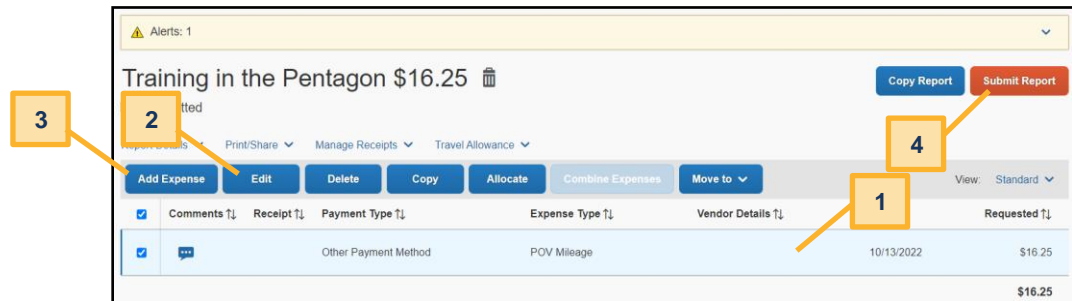 Alerts: 1
Training in the Pentagon $16.25
Copy Report Submit Report
3 2 4
Print/Share Manage Receipts Travel Allowance
Add Expense Edit Delete Copy Allocate Combine Expenses Move to View: Standard
1
Comments Receipt Payment Type Expense Type Vendor Details Requested
Other Payment Method POV Mileage 10/13/2022 $16.25
$16.25